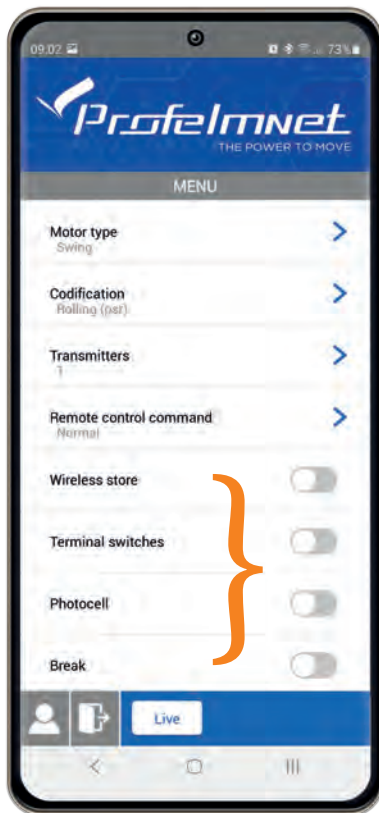 09.02
73%
Profelmnet
THE POWER TO MOVE
MENU
Motor type
Swing
Codification
Rolling (psr)
Transmitters
1
Remote control command
Normal
Wireless store
Terminal switches
Photocell
Break
Live